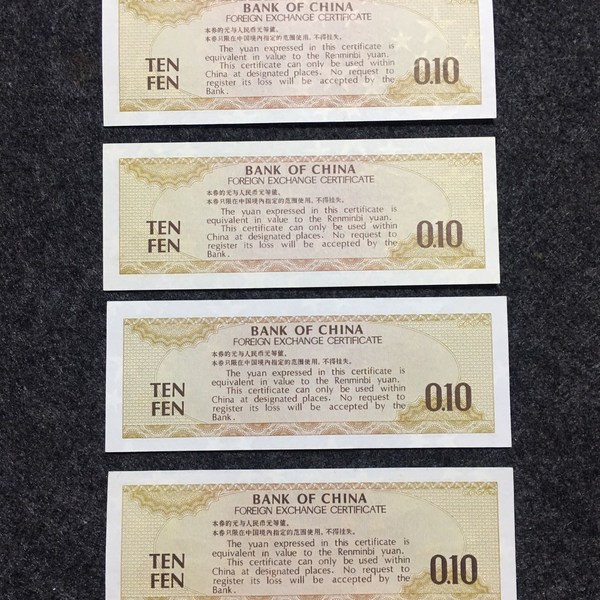 BANK OF CHINA
FOREIGN EXCHANGE CERTIFICATE
本券的元与人民币元等值。
本券只限在中国境内指定的范围使用，不得挂失。
The yuan expressed in this certificate is
equivalent in value to the Renminbi yuan.
This certificate can only be used within
China at designated places. No request to
register its loss will be accepted by the
Bank.
TEN
FEN
0.10
BANK OF CHINA
FOREIGN EXCHANGE CERTIFICATE
本券的元与人民币元等值。
本券只限在中国境内指定的范围使用，不得挂失。
The yuan expressed in this certificate is
equivalent in value to the Renminbi yuan.
This certificate can only be used within
China at designated places. No request to
register its loss will be accepted by the
Bank.
TEN
FEN
0.10
BANK OF CHINA
FOREIGN EXCHANGE CERTIFICATE
本券的元与人民币元等值。
本券只限在中国境内指定的范围使用，不得挂失。
The yuan expressed in this certificate is
equivalent in value to the Renminbi yuan.
This certificate can only be used within
China at designated places. No request to
register its loss will be accepted by the
Bank.
TEN
FEN
0.10
BANK OF CHINA
FOREIGN EXCHANGE CERTIFICATE
本券的元与人民币元等值。
本券只限在中国境内指定的范围使用，不得挂失。
The yuan expressed in this certificate is
equivalent in value to the Renminbi yuan.
This certificate can only be used within
China at designated places. No request to
register its loss will be accepted by the
Bank.
TEN
FEN
0.10